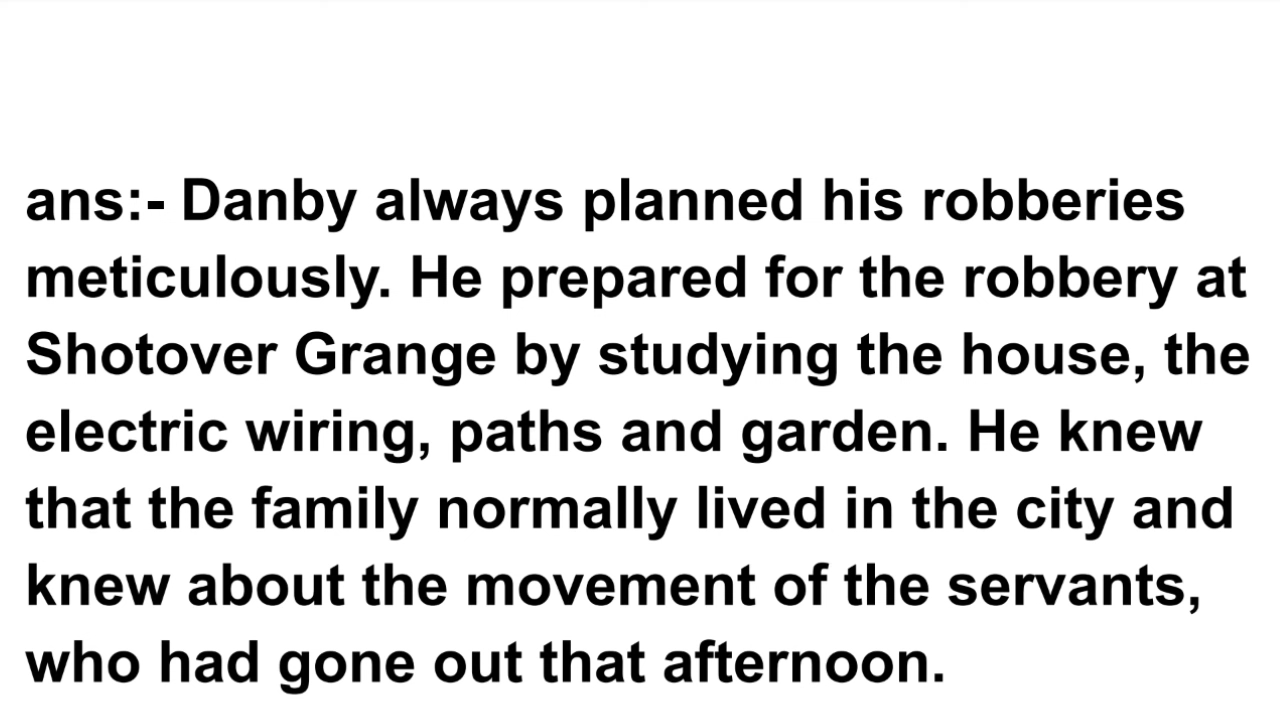 ans:- Danby always planned his robberies
meticulously. He prepared for the robbery at
Shotover Grange by studying the house, the
electric wiring, paths and garden. He knew
that the family normally lived in the city and
knew about the movement of the servants,
who had gone out that afternoon.